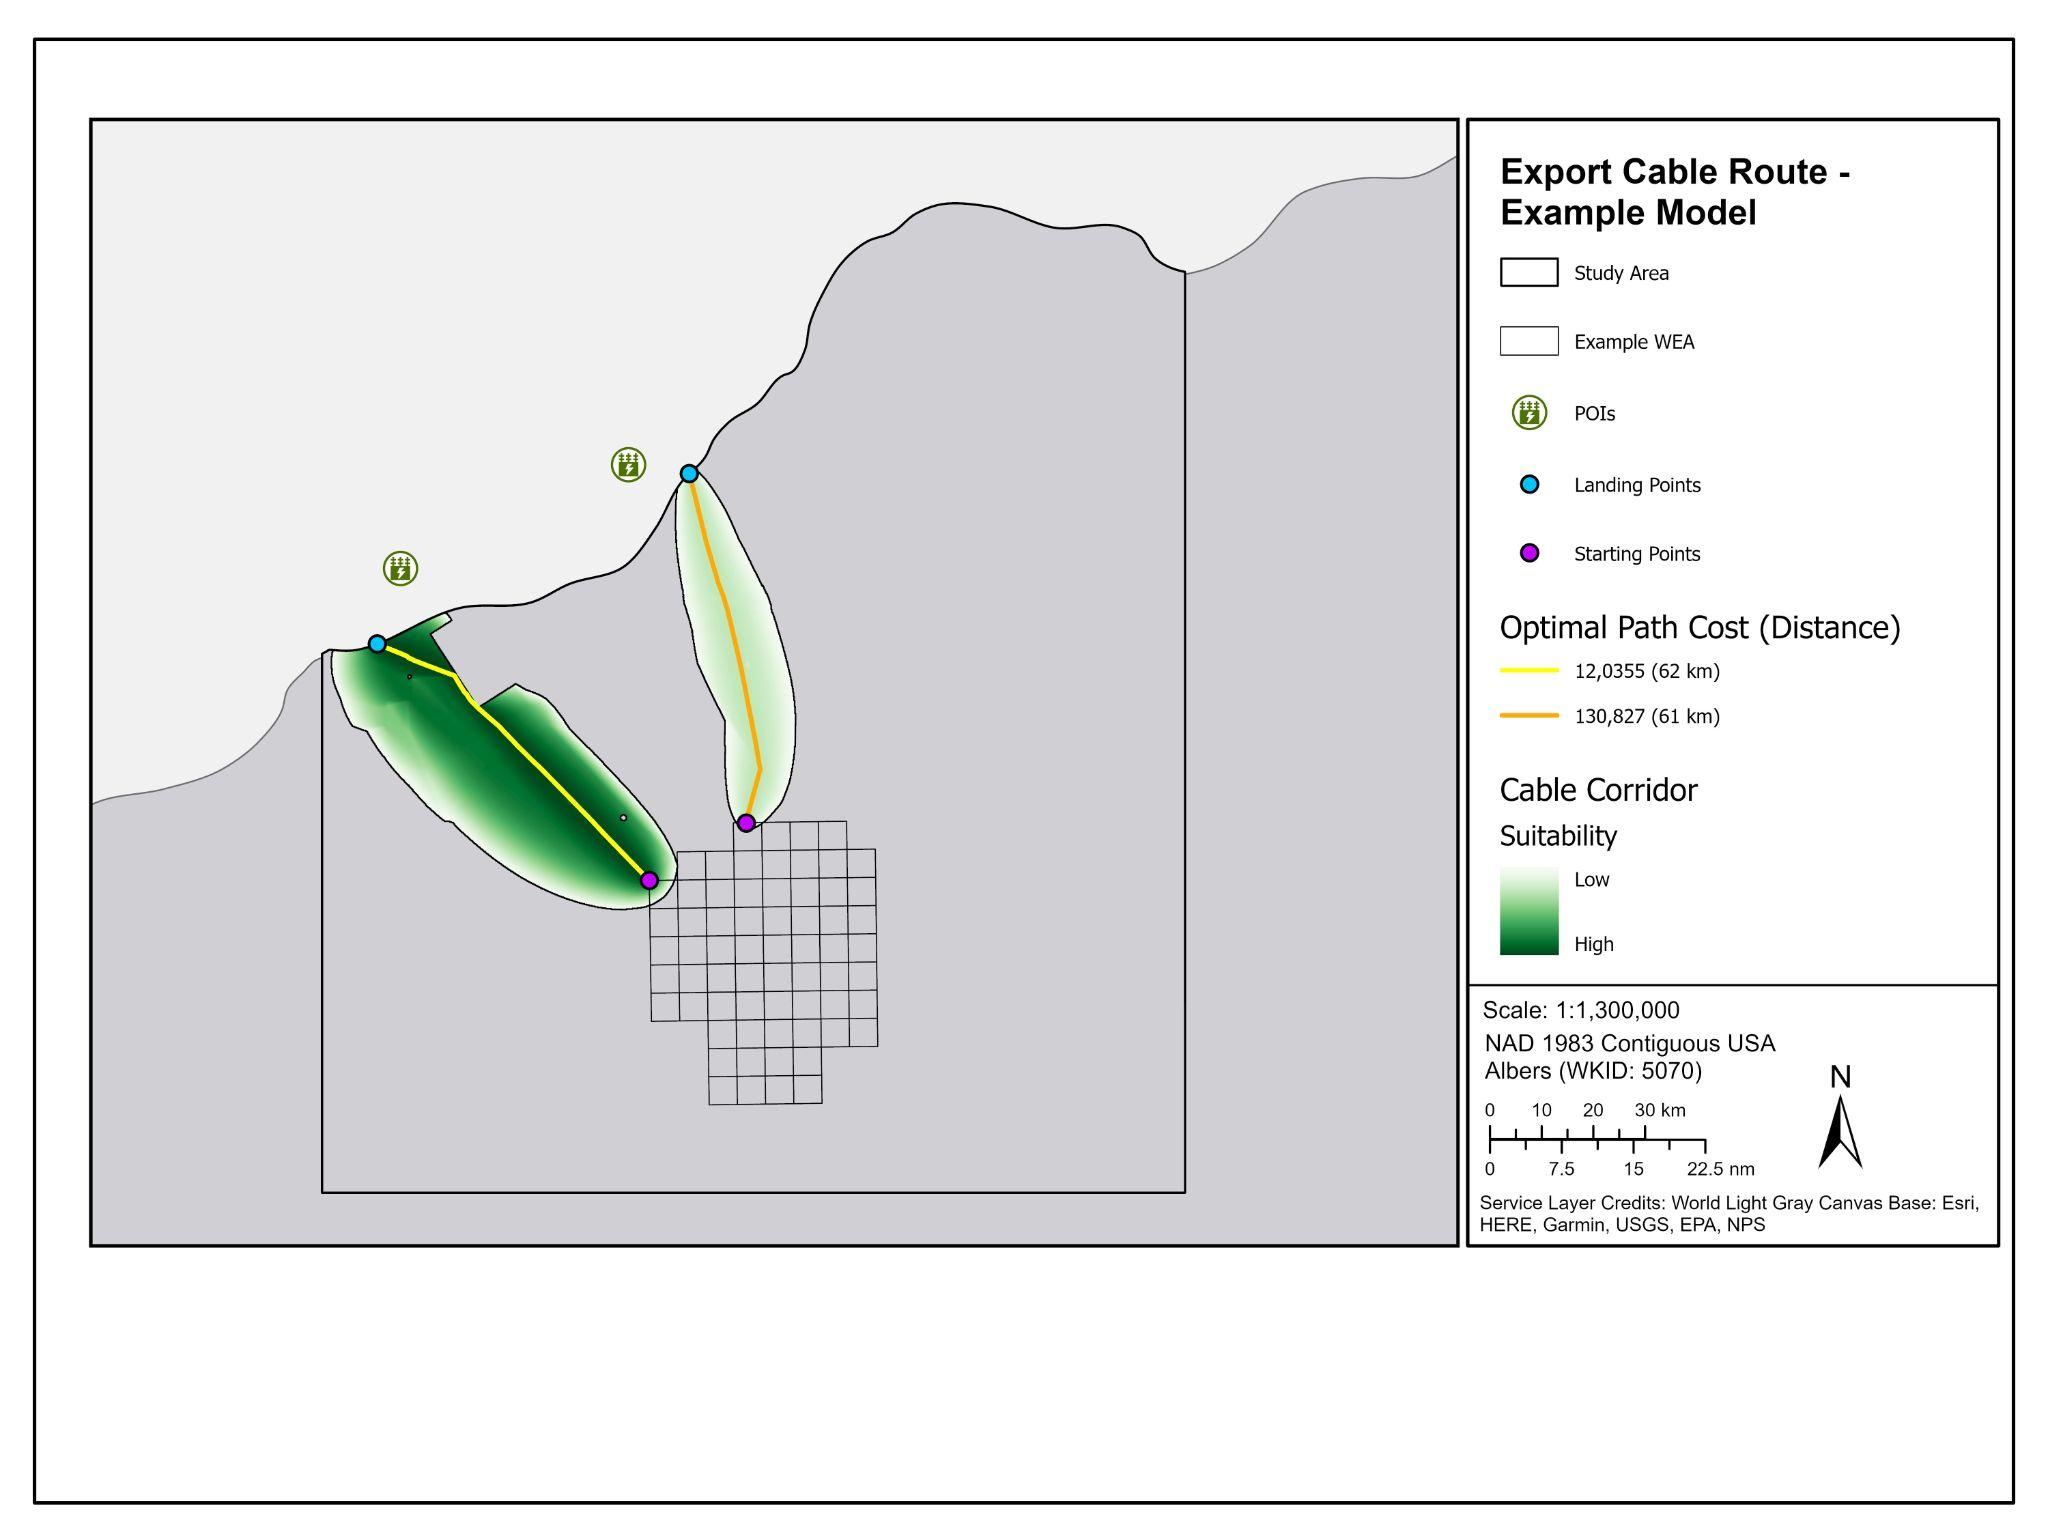 Export Cable Route -
Example Model
Study Area
Example WEA
POIs
Landing Points
Starting Points
Optimal Path Cost (Distance)
12,0355 (62 km)
130,827 (61 km)
Cable Corridor
Suitability
Low
High
Scale: 1:1,300,000
NAD 1983 Contiguous USA
Albers (WKID: 5070)
N
0 10 20 30 km
0 7.5 15 22.5 nm
Service Layer Credits: World Light Gray Canvas Base: Esri,
HERE, Garmin, USGS, EPA, NPS